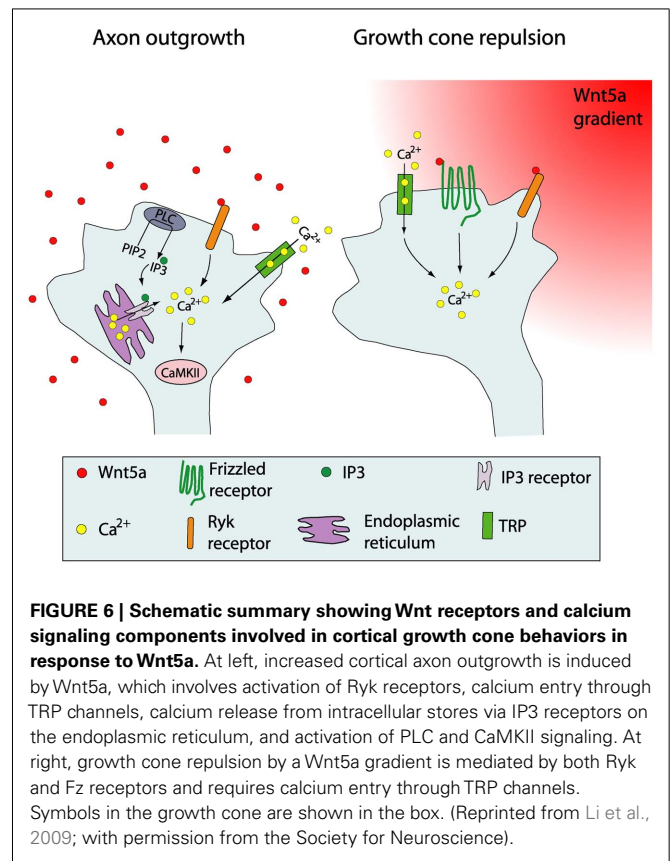 Axon outgrowth
Growth cone repulsion
Wnt5a
gradient
Ca2+
PLC
PIP2
IP3
Ca2+
Ca2+
CaMKII
Ca2+
Wnt5a
Frizzled
receptor
IP3
IP3 receptor
Ca2+
Ryk
receptor
Endoplasmic
reticulum
TRP
FIGURE 6 | Schematic summary showing Wnt receptors and calcium
signaling components involved in cortical growth cone behaviors in
response to Wnt5a. At left, increased cortical axon outgrowth is induced
by Wnt5a, which involves activation of Ryk receptors, calcium entry through
TRP channels, calcium release from intracellular stores via IP3 receptors on
the endoplasmic reticulum, and activation of PLC and CaMKII signaling. At
right, growth cone repulsion by a Wnt5a gradient is mediated by both Ryk
and Fz receptors and requires calcium entry through TRP channels.
Symbols in the growth cone are shown in the box. (Reprinted from Li et al.,
2009; with permission from the Society for Neuroscience).